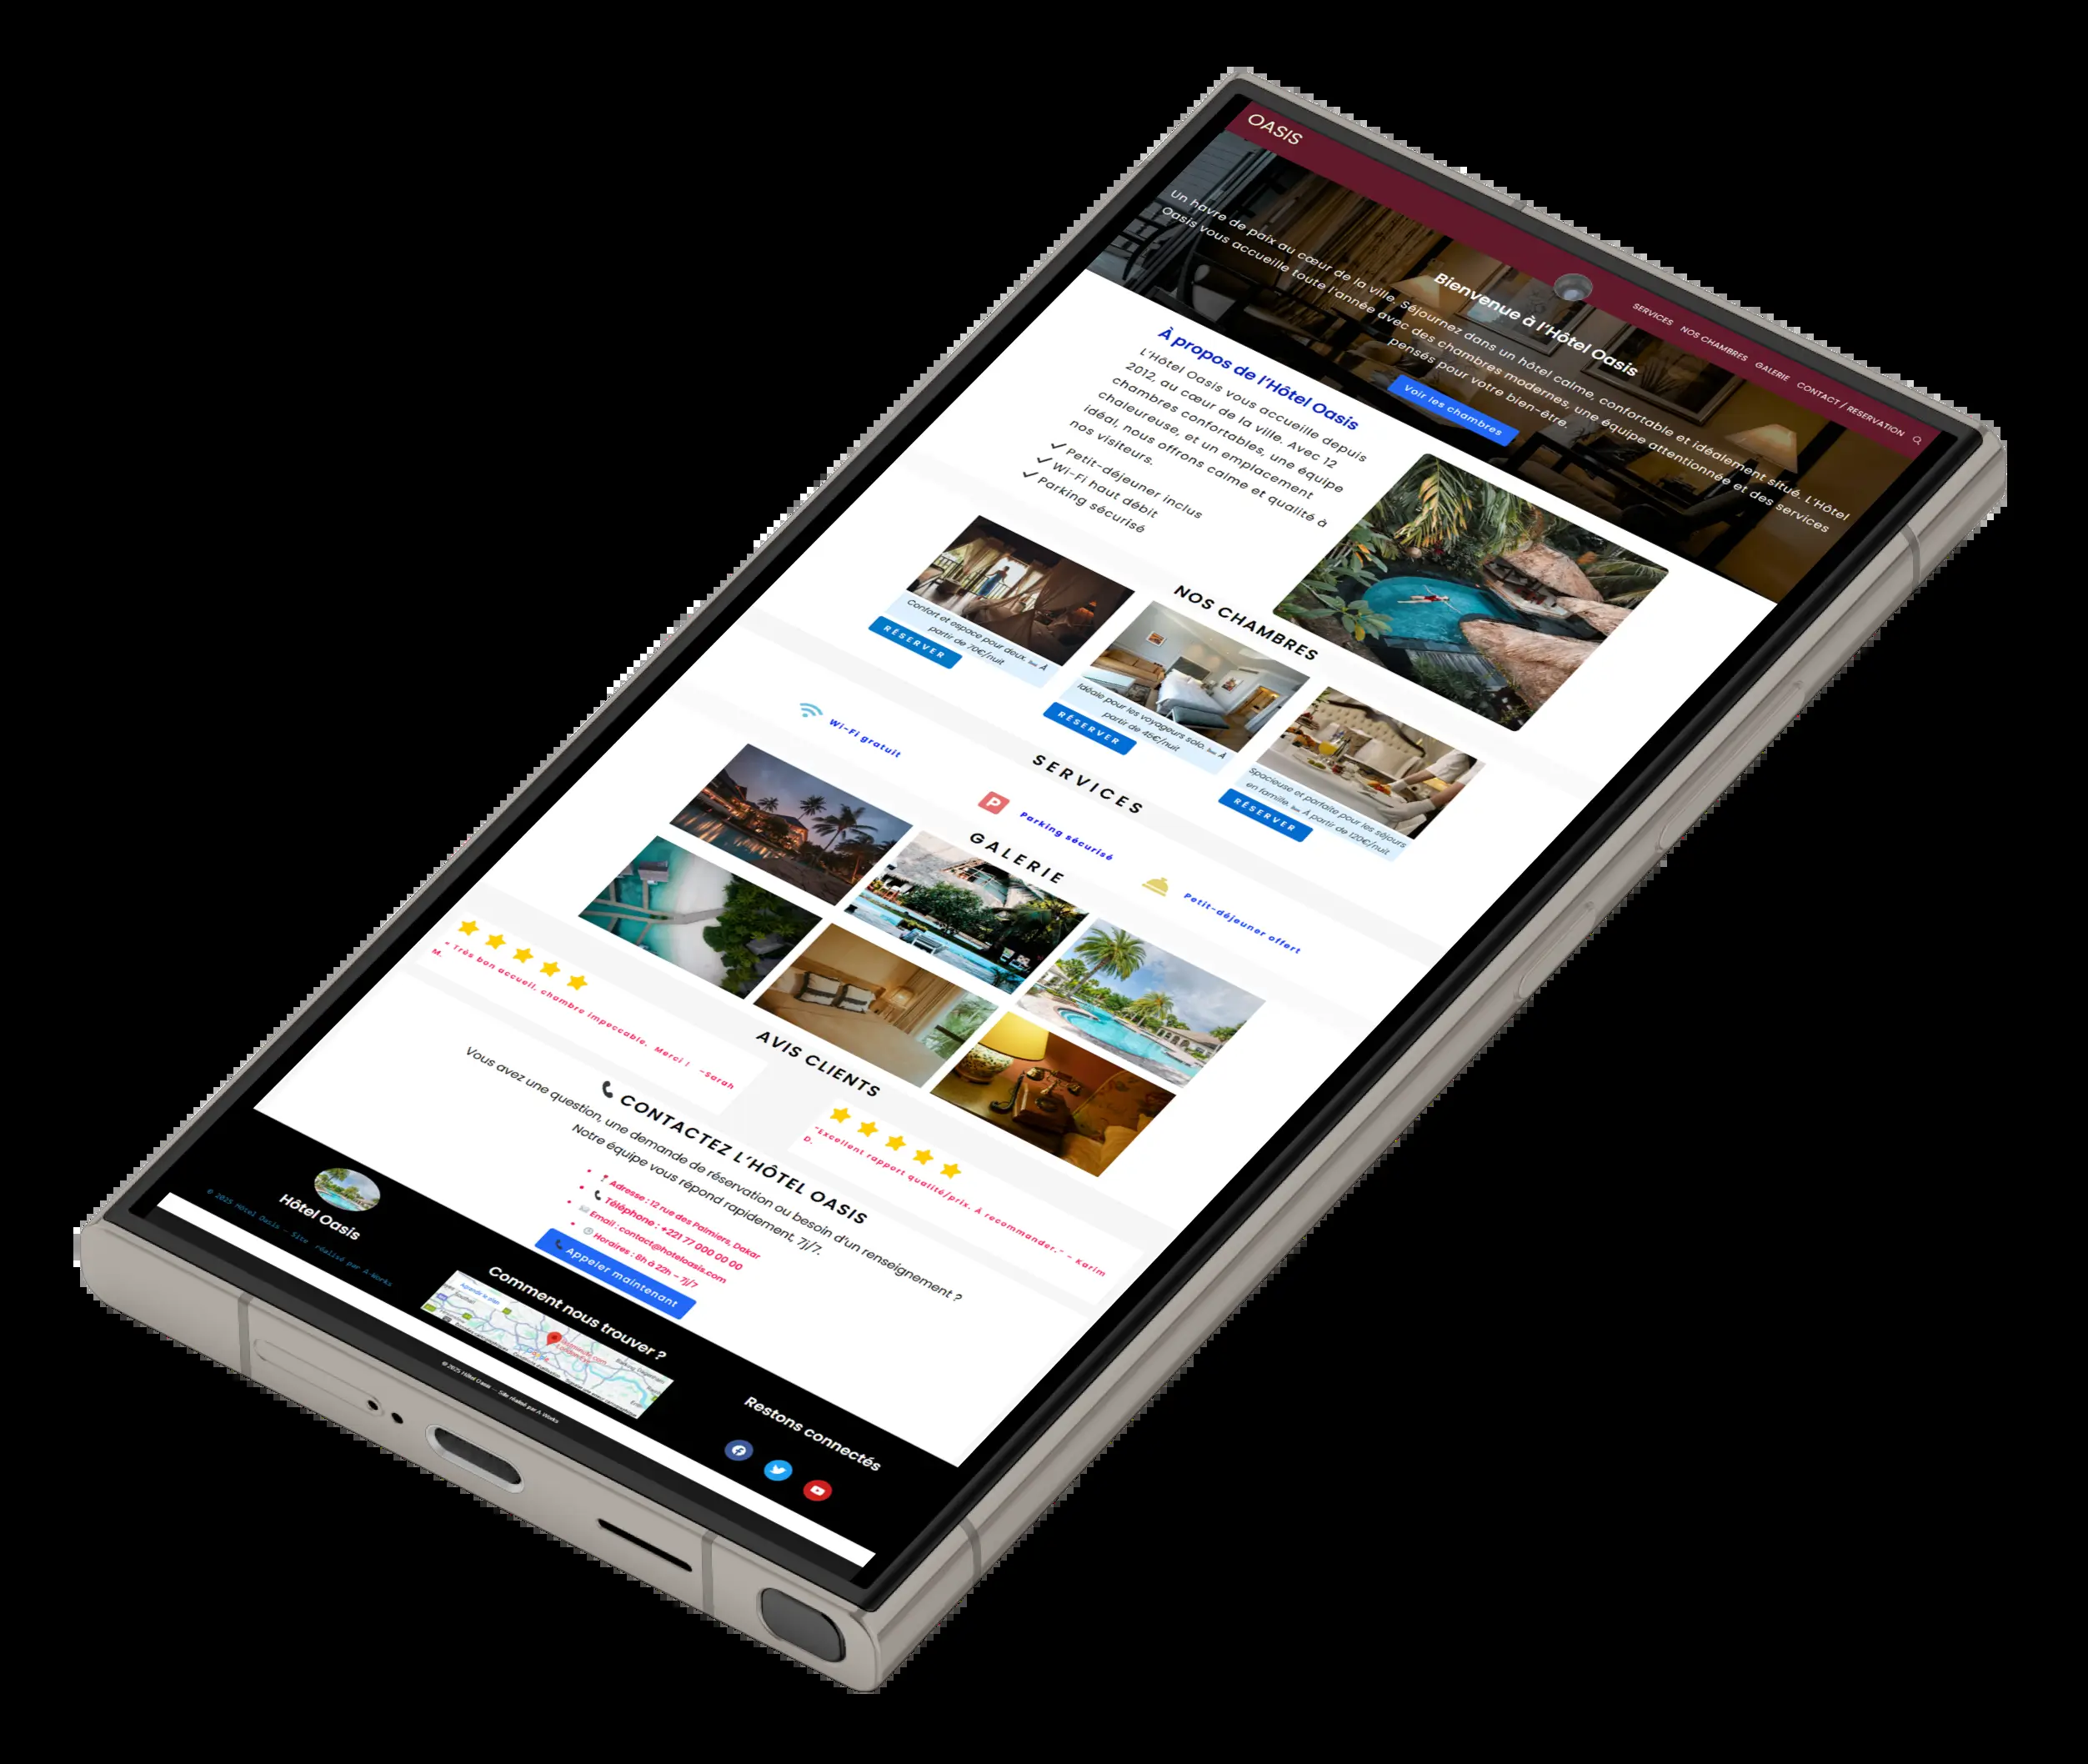 OASIS
SERVICES NOS CHAMBRES GALERIE CONTACT / RESERVATION
Bienvenue à l'Hôtel Oasis
Un havre de paix au cœur de la ville. Séjournez dans un hôtel calme, confortable et idéalement situé. L'Hôtel
Oasis vous accueille toute l'année avec des chambres modernes, une équipe attentionnée et des services
pensés pour votre bien-être.
Voir les chambres
À propos de l'Hôtel Oasis
L'Hôtel Oasis vous accueille depuis
2012, au cœur de la ville. Avec 12
chambres confortables, une équipe
chaleureuse, et un emplacement
idéal, nous offrons calme et qualité à
nos visiteurs.
Petit-déjeuner inclus
Wi-Fi haut débit
Parking sécurisé
NOS CHAMBRES
Confort et espace pour deux. À
partir de 70€/nuit
RÉSERVER
Idéale pour les voyageurs solo. À
partir de 45€/nuit
RÉSERVER
Spacieuse et parfaite pour les séjours
en famille. À partir de 120€/nuit
RÉSERVER
SERVICES
Wi-Fi gratuit
Parking sécurisé
Petit-déjeuner offert
GALERIE
AVIS CLIENTS
« Très bon accueil, chambre impeccable. Merci ! –Sarah
M.
"Excellent rapport qualité/prix. À recommander." – Karim
D.
CONTACTEZ L'HÔTEL OASIS
Vous avez une question, une demande de réservation ou besoin d'un renseignement ?
Notre équipe vous répond rapidement, 7j/7.
Adresse : 12 rue des Palmiers, Dakar
Téléphone : +221 77 000 00 00
Email : contact@hoteloasis.com
Horaires : 8h à 22h – 7j/7
Appeler maintenant
Hôtel Oasis
© 2025 Hôtel Oasis – Site réalisé par A Works
Comment nous trouver ?
Agrandir le plan
Restons connectés
© 2025 Hôtel Oasis — Site réalisé par A Works